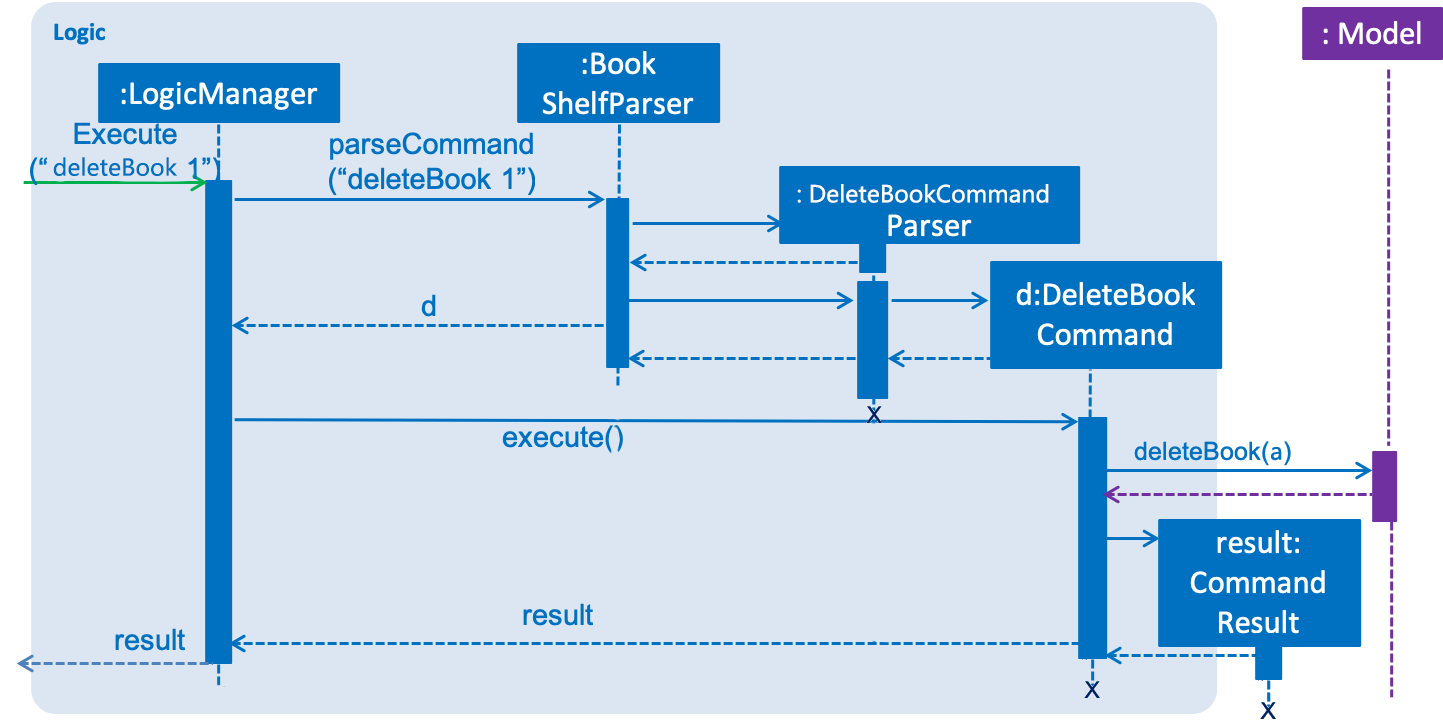 Logic
: Model
:LogicManager
:Book
ShelfParser
Execute
(“ deleteBook 1”)
parseCommand
(“deleteBook 1”)
: DeleteBookCommand
Parser
d:DeleteBook
Command
d
X
execute()
deleteBook(a)
result:
Command
Result
result
result
X
X